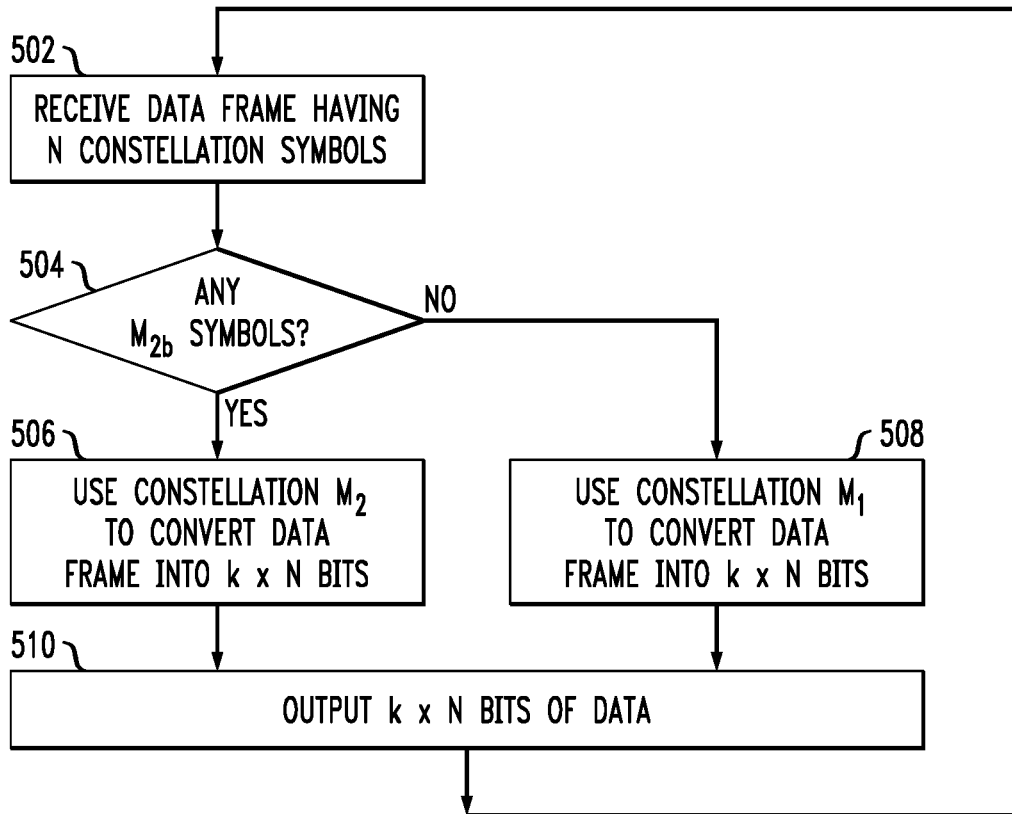 502
RECEIVE DATA FRAME HAVING
N CONSTELLATION SYMBOLS
504
ANY
M2b SYMBOLS?
NO
YES
506
USE CONSTELLATION M2
TO CONVERT DATA
FRAME INTO k x N BITS
508
USE CONSTELLATION M1
TO CONVERT DATA
FRAME INTO k x N BITS
510
OUTPUT k x N BITS OF DATA